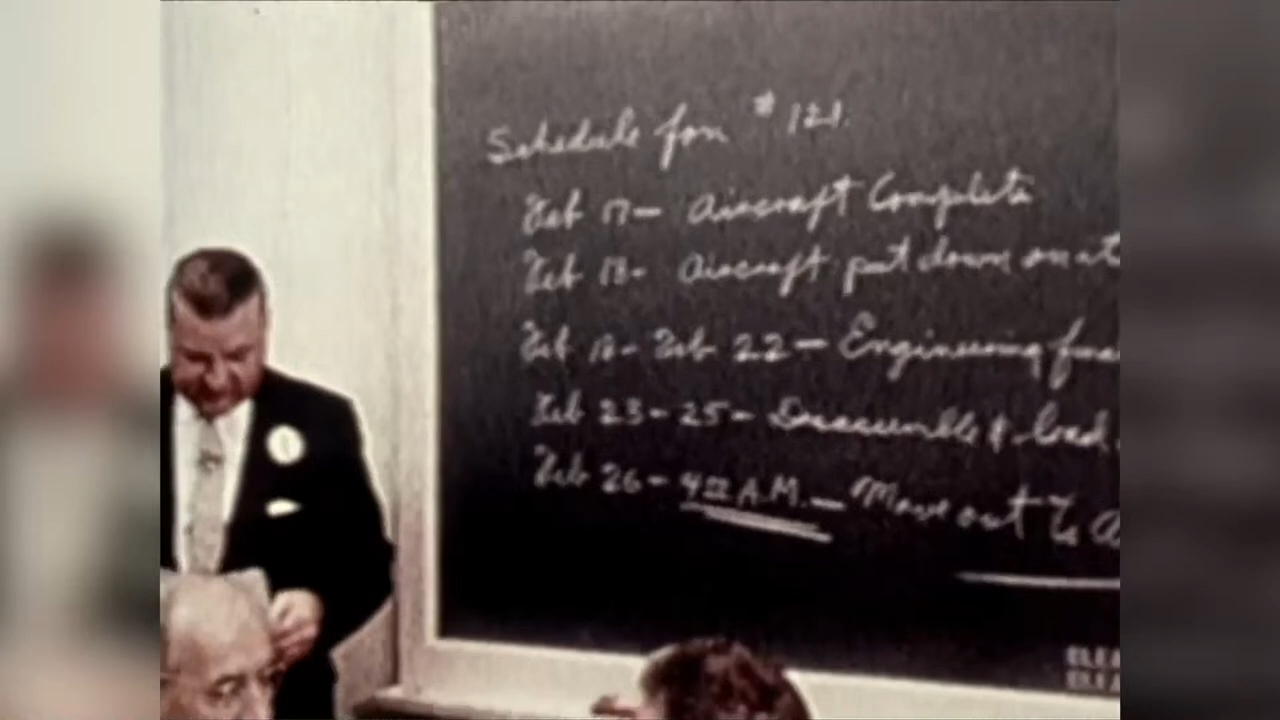 Schedule for # 121.
Feb 17 - Aircraft Complete
Feb 18 - Aircraft put down on
Feb 18 - Feb 22 - Engineering
Feb 23 - 25 - Disassemble & load
Feb 26 - 4 00 A.M. - Move out to